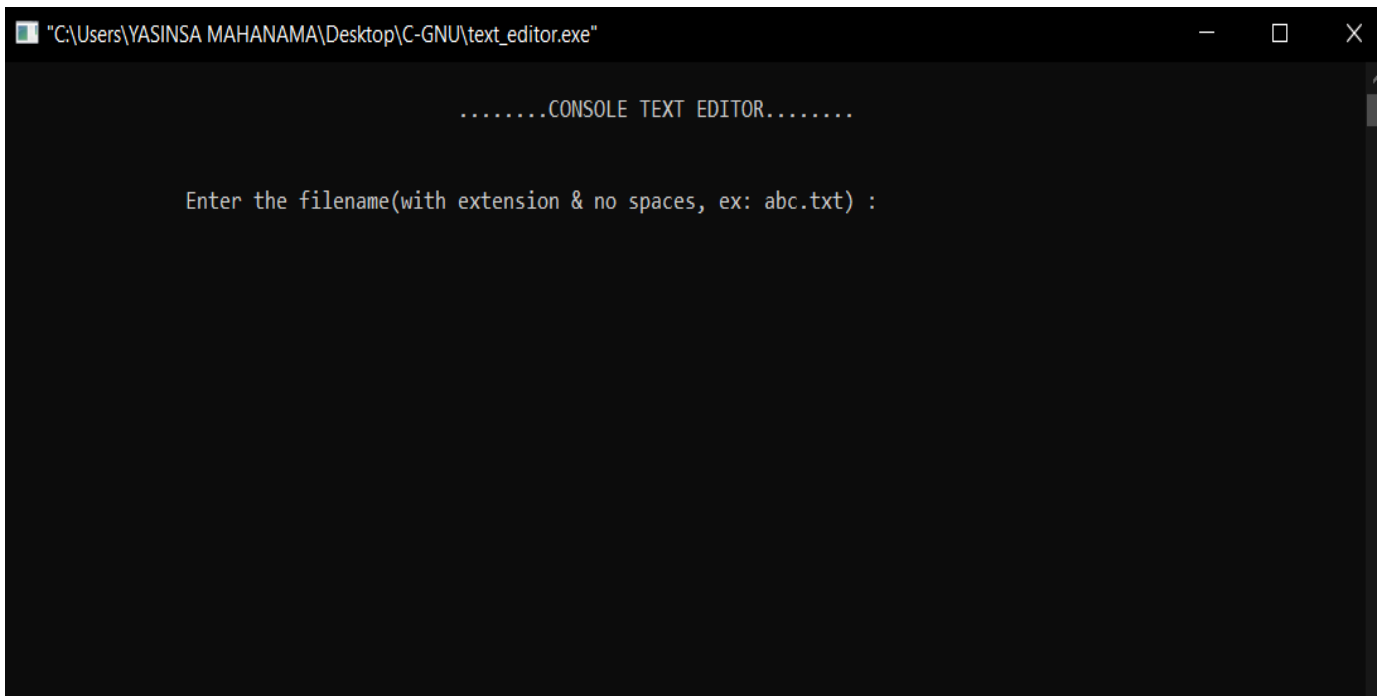 "C:\Users\YASINSA MAHANAMA\Desktop\C-GNU\text_editor.exe"
........CONSOLE TEXT EDITOR........
Enter the filename(with extension & no spaces, ex: abc.txt) :